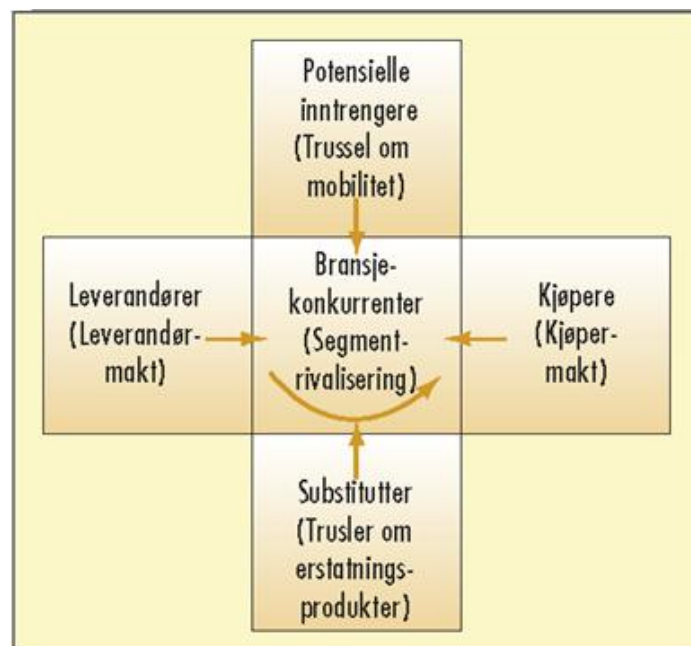 Potensielle
inntrengere
(Trussel om
mobilitet)
Leverandører
(Leverandør-
makt)
Bransje-
konkurrenter
(Segment-
rivalisering)
Kjøpere
(Kjøper-
makt)
Substitutter
(Trusler om
erstatnings-
produkter)